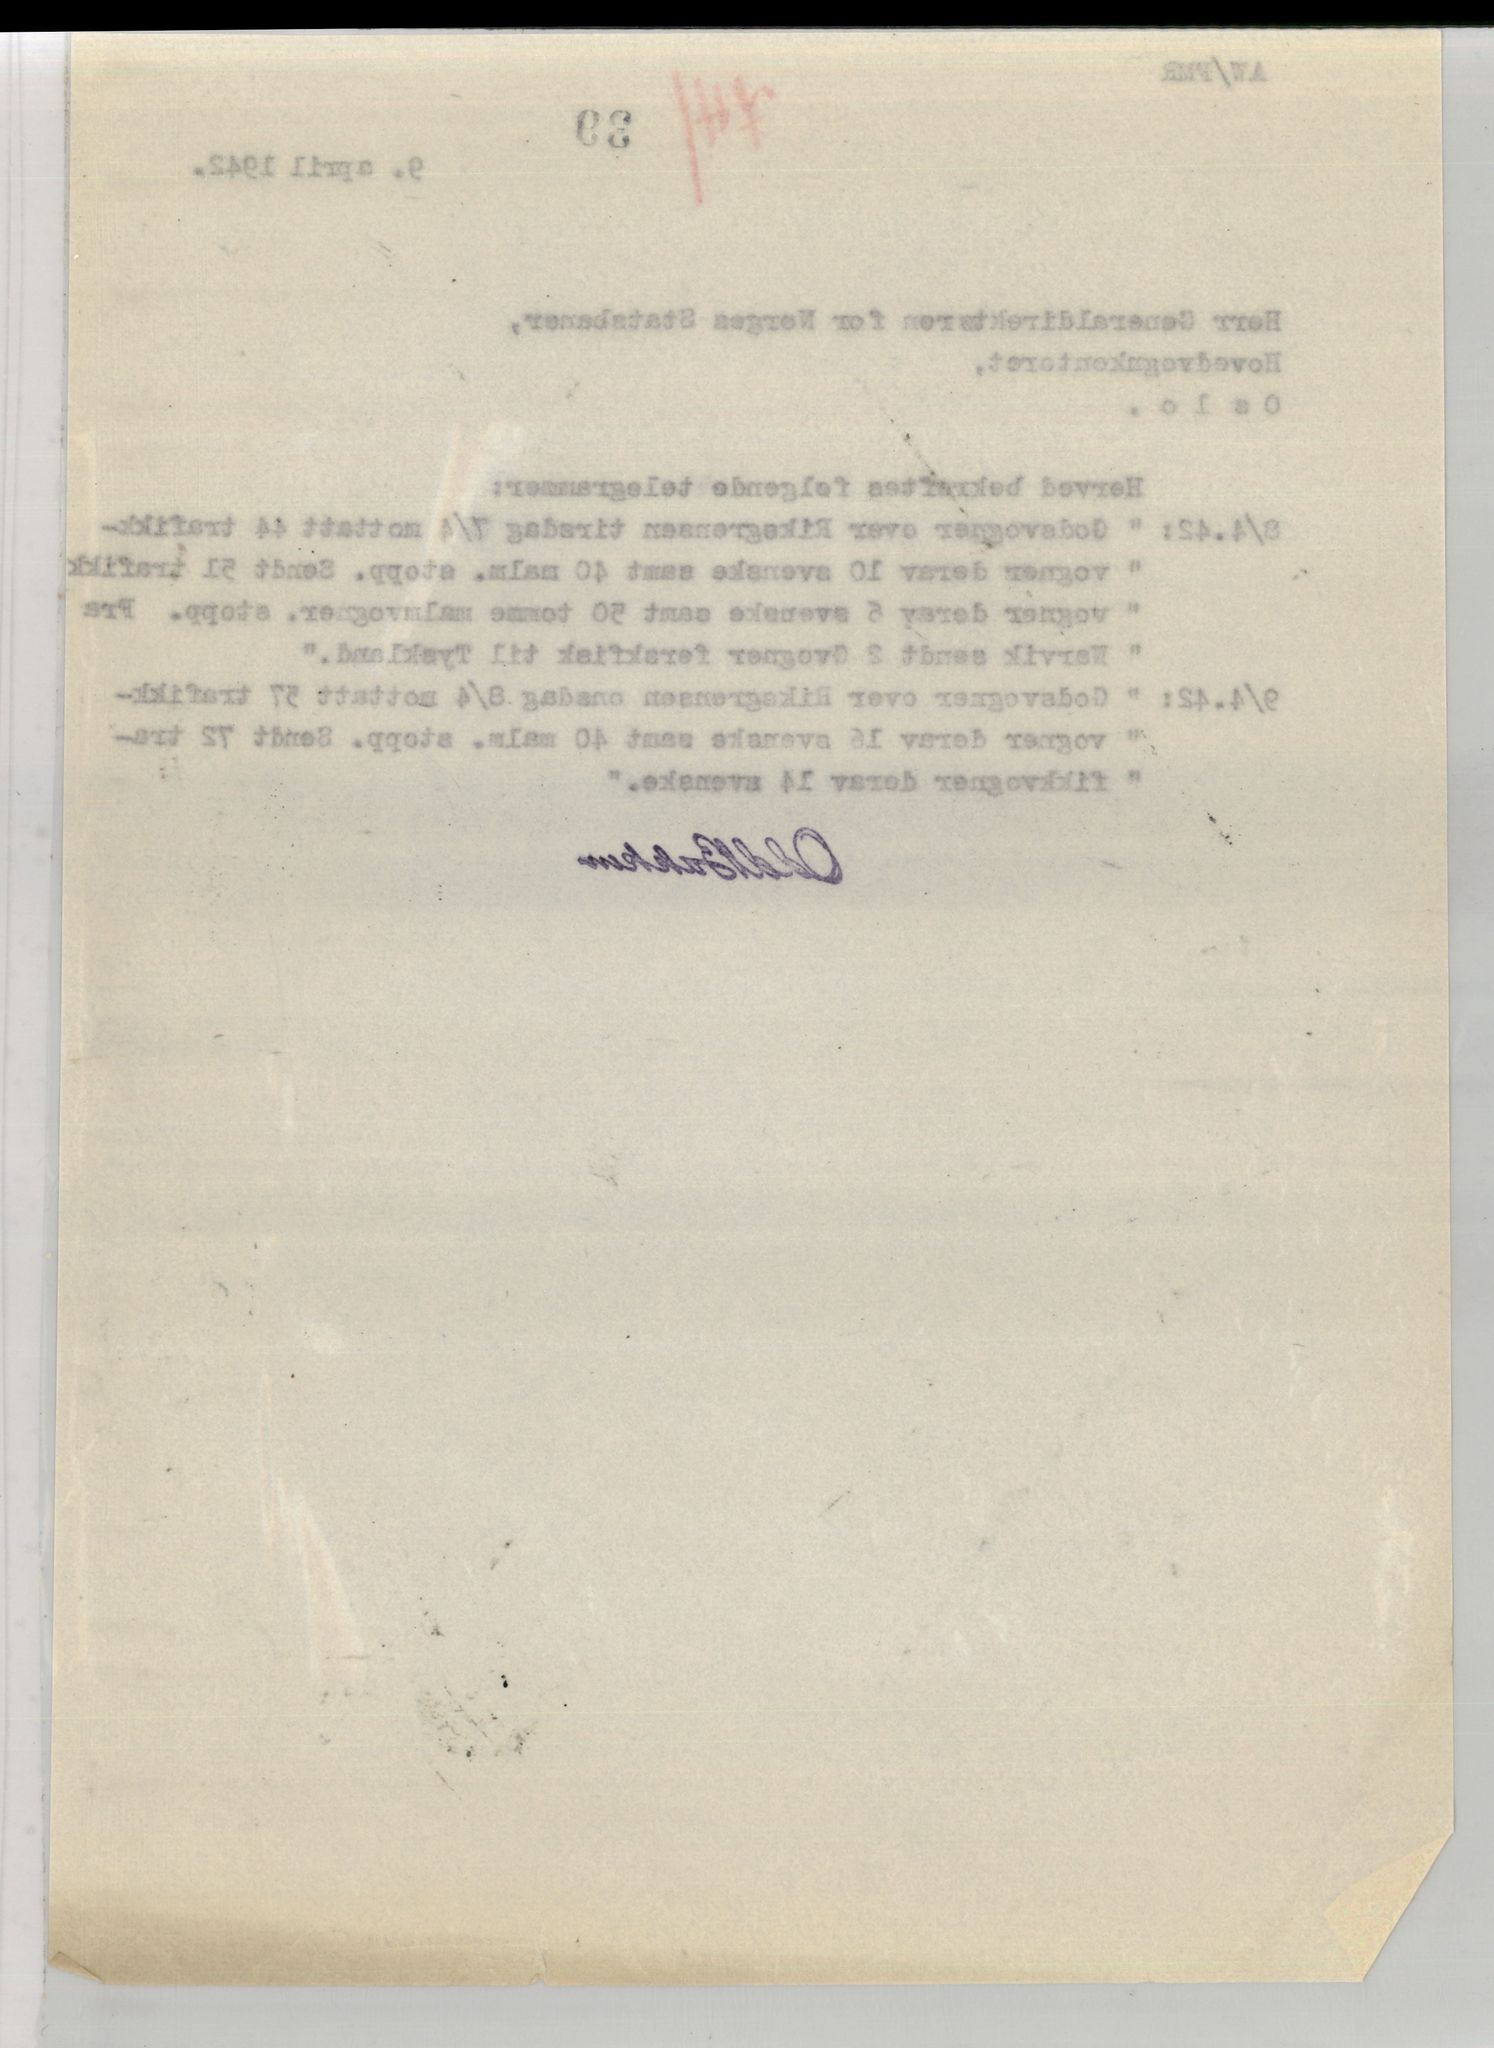 AW/PMR
39
9. april 1942.
Herr Generaldirektøren for Norges Statsbaner,
Hovedvognkontoret,
O s l o .
Herved bekreftes følgende telegrammer:
8/4.42: " Godsvogner over Riksgrensen tirsdag 7/4 mottatt 44 trafikk-
" vogner derav 10 svenske samt 40 malm. stopp. Sendt 51 trafikk
" vogner derav 6 svenske samt 50 tomme malmvogner. stopp. Fra
" Narvik sendt 2 Gvogner ferskfisk til Tyskland."
9/4.42: " Godsvogner over Riksgrensen onsdag 8/4 mottatt 57 trafikk-
" vogner derav 16 svenske samt 40 malm. stopp. Sendt 72 tra-
" fikkvogner derav 14 svenske."
Odd Bakken